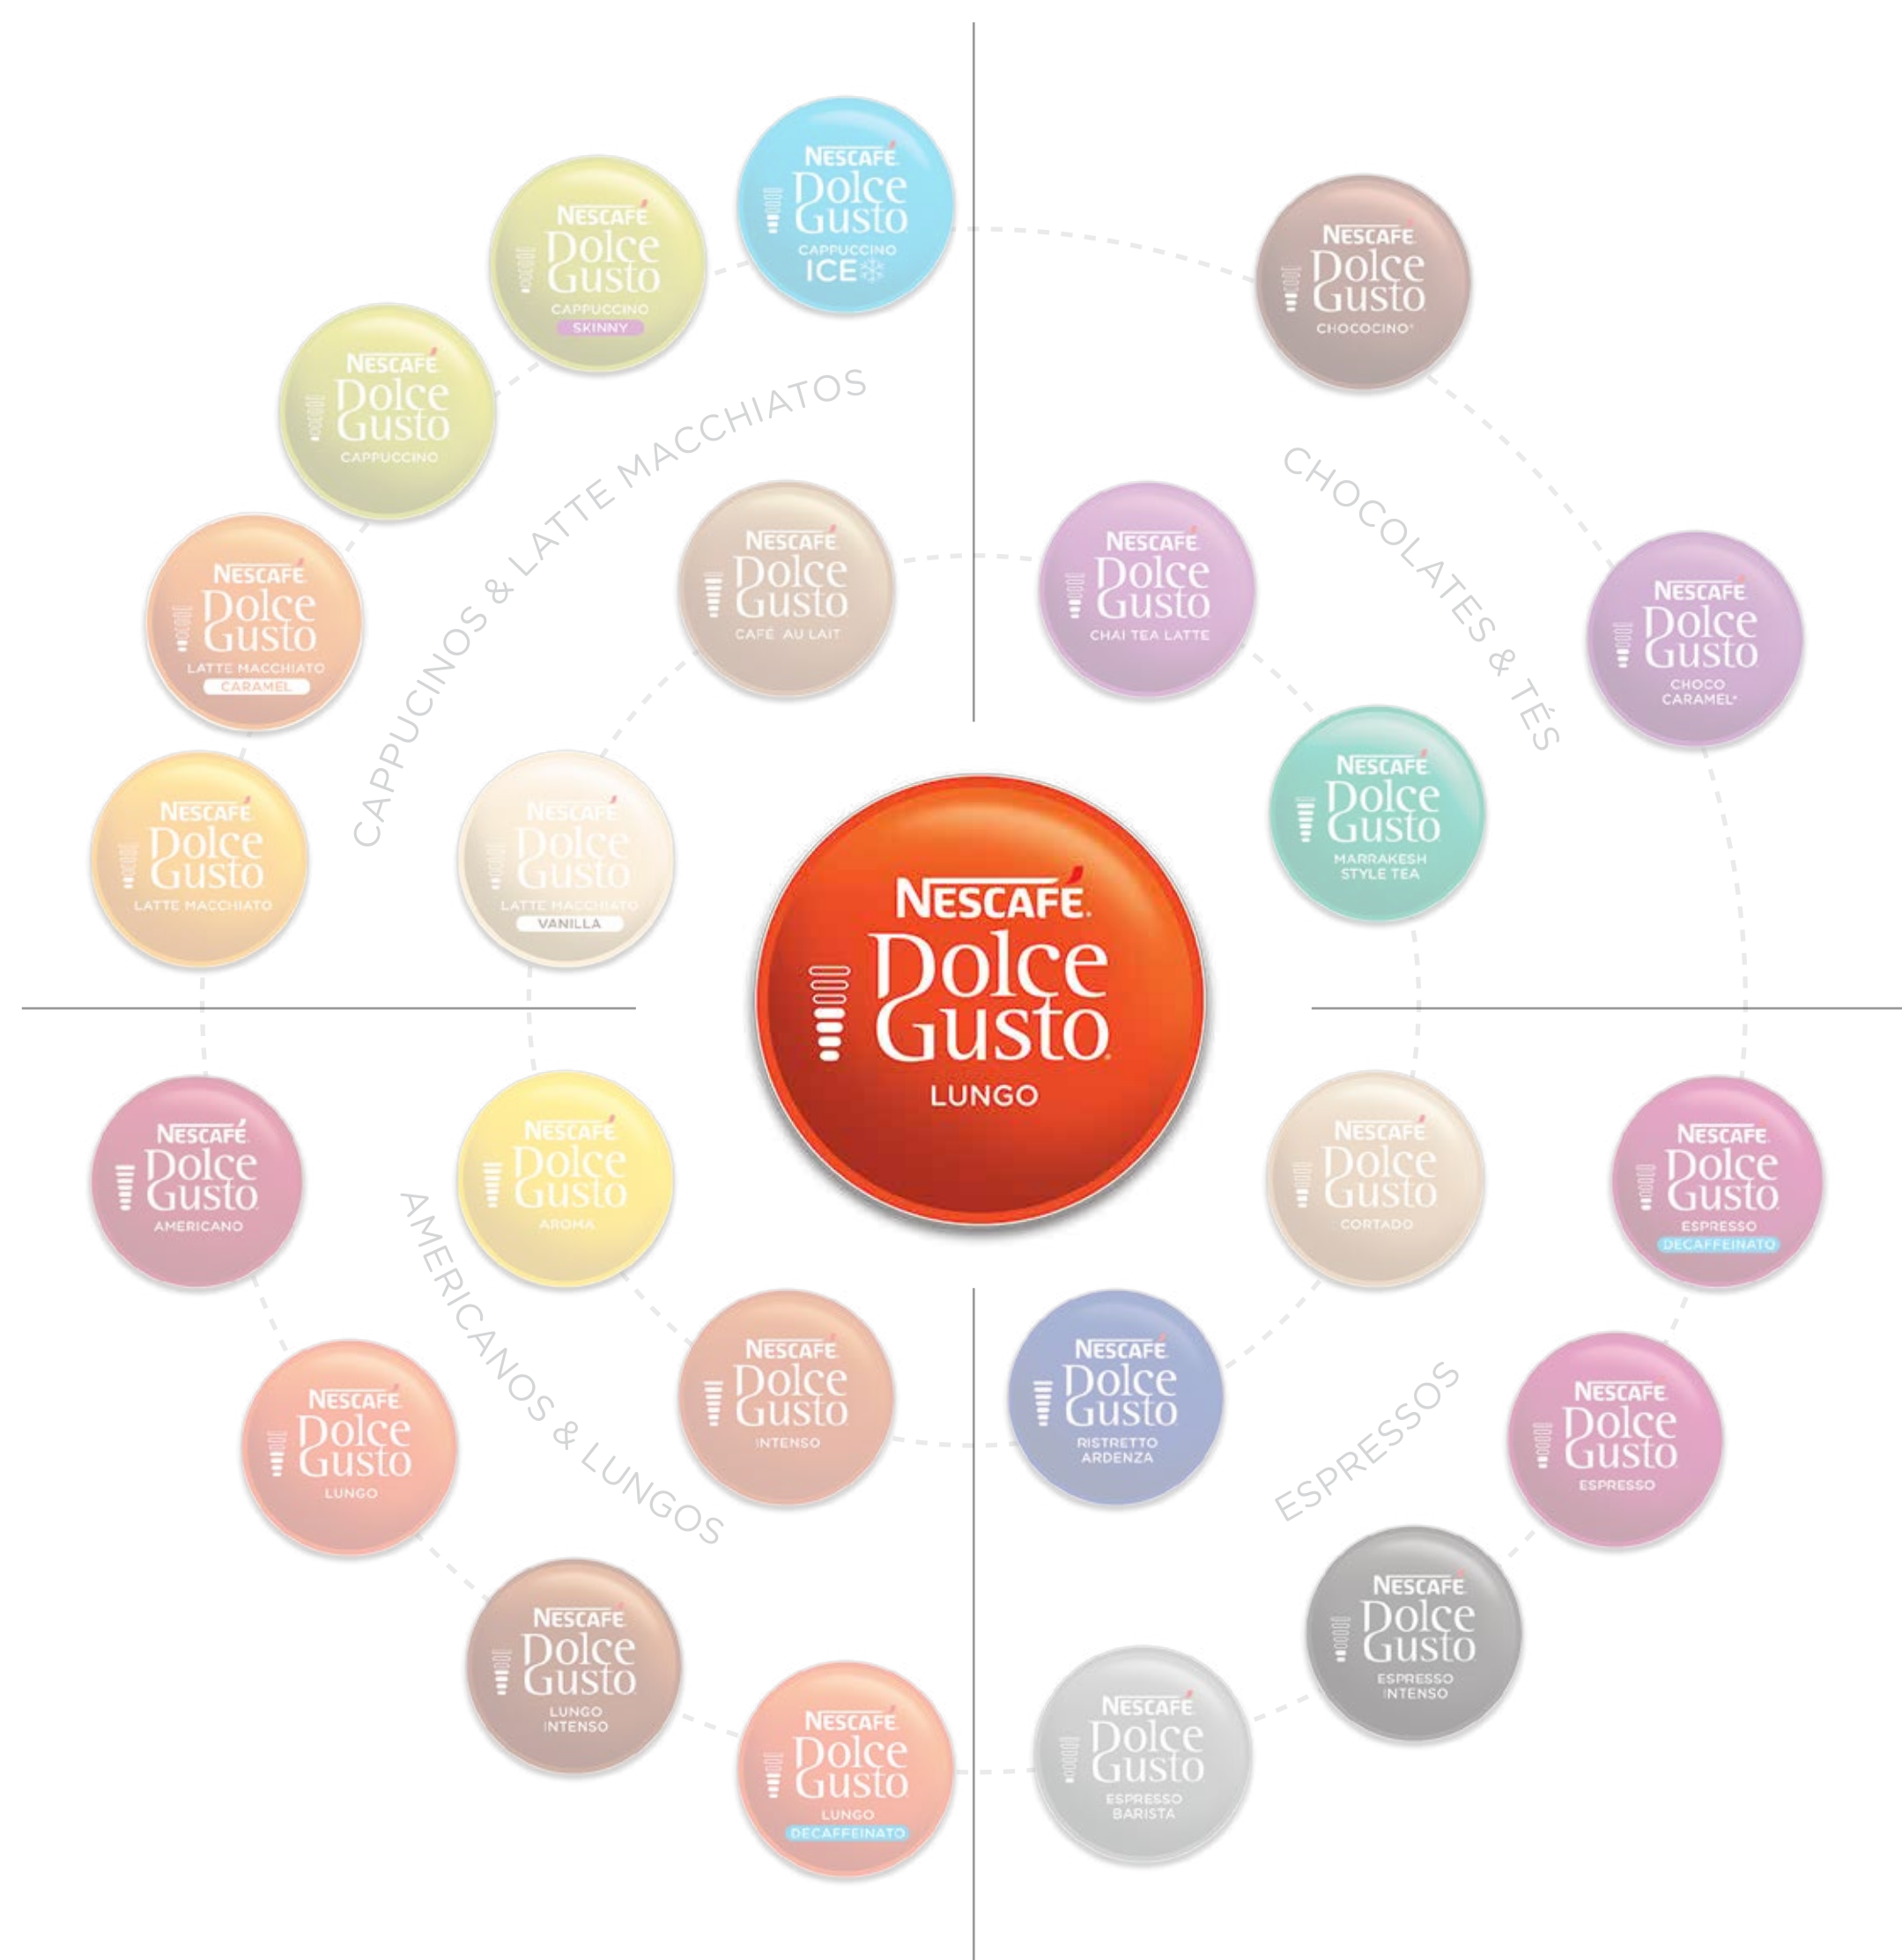 NESCAFÉ
Dolce
Gusto
CAPPUCCINO
ICE
NESCAFÉ
Dolce
Gusto
CAPPUCCINO
SKINNY
NESCAFÉ
Dolce
Gusto
CAPPUCCINO
NESCAFÉ
Dolce
Gusto
LATTE MACCHIATO
CARAMEL
NESCAFÉ
Dolce
Gusto
LATTE MACCHIATO
CAPPUCINOS & LATTE MACCHIATOS
NESCAFÉ
Dolce
Gusto
CAFÉ AU LAIT
NESCAFÉ
Dolce
Gusto
LATTE MACCHIATO
VANILLA
NESCAFÉ
Dolce
Gusto
CHOCOCINO*
NESCAFÉ
Dolce
Gusto
CHOCO
CARAMEL*
CHOCOLATES & TÉS
NESCAFÉ
Dolce
Gusto
CHAI TEA LATTE
NESCAFÉ
Dolce
Gusto
MARRAKESH
STYLE TEA
NESCAFÉ.
Dolce
Gusto
LUNGO
NESCAFÉ
Dolce
Gusto
AMERICANO
NESCAFÉ
Dolce
Gusto
AROMA
AMERICANOS & LUNGOS
NESCAFÉ
Dolce
Gusto
INTENSO
NESCAFÉ
Dolce
Gusto
LUNGO
NESCAFÉ
Dolce
Gusto
LUNGO
INTENSO
NESCAFÉ
Dolce
Gusto
LUNGO
DECAFFEINATO
NESCAFÉ
Dolce
Gusto
CORTADO
NESCAFÉ
Dolce
Gusto
ESPRESSO
DECAFFEINATO
NESCAFÉ
Dolce
Gusto
RISTRETTO
ARDENZA
ESPRESSOS
NESCAFÉ
Dolce
Gusto
ESPRESSO
NESCAFÉ
Dolce
Gusto
ESPRESSO
INTENSO
NESCAFÉ
Dolce
Gusto
ESPRESSO
BARISTA